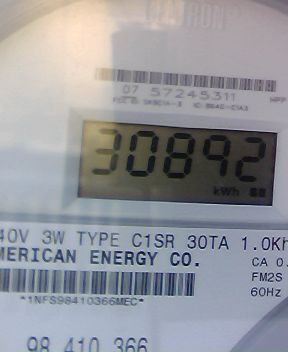 07 57245311
30892
kWh
40V 3W TYPE C1SR 30TA 1.0Kh
MERICAN ENERGY CO.
CA 0.
FM2S
60Hz
*1NFS98410366MEC*
98 410 366